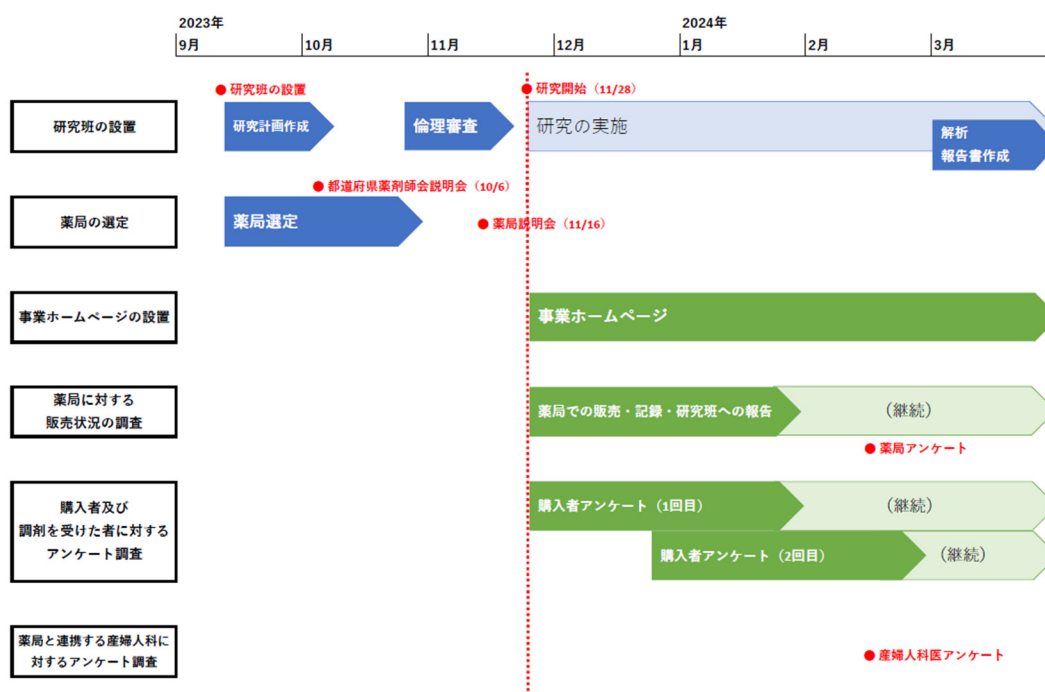 2023年
2024年
9月
10月
11月
12月
1月
2月
3月
研究班の設置
● 研究班の設置
研究計画作成
倫理審査
● 研究開始（11/28）
研究の実施
解析
報告書作成
薬局の選定
● 都道府県薬剤師会説明会（10/6）
薬局選定
● 薬局説明会（11/16）
事業ホームページの設置
事業ホームページ
薬局に対する
販売状況の調査
薬局での販売・記録・研究班への報告
（継続）
● 薬局アンケート
購入者及び
調剤を受けた者に対する
アンケート調査
購入者アンケート（1回目）
（継続）
購入者アンケート（2回目）
（継続）
薬局と連携する産婦人科に
対するアンケート調査
● 産婦人科医アンケート